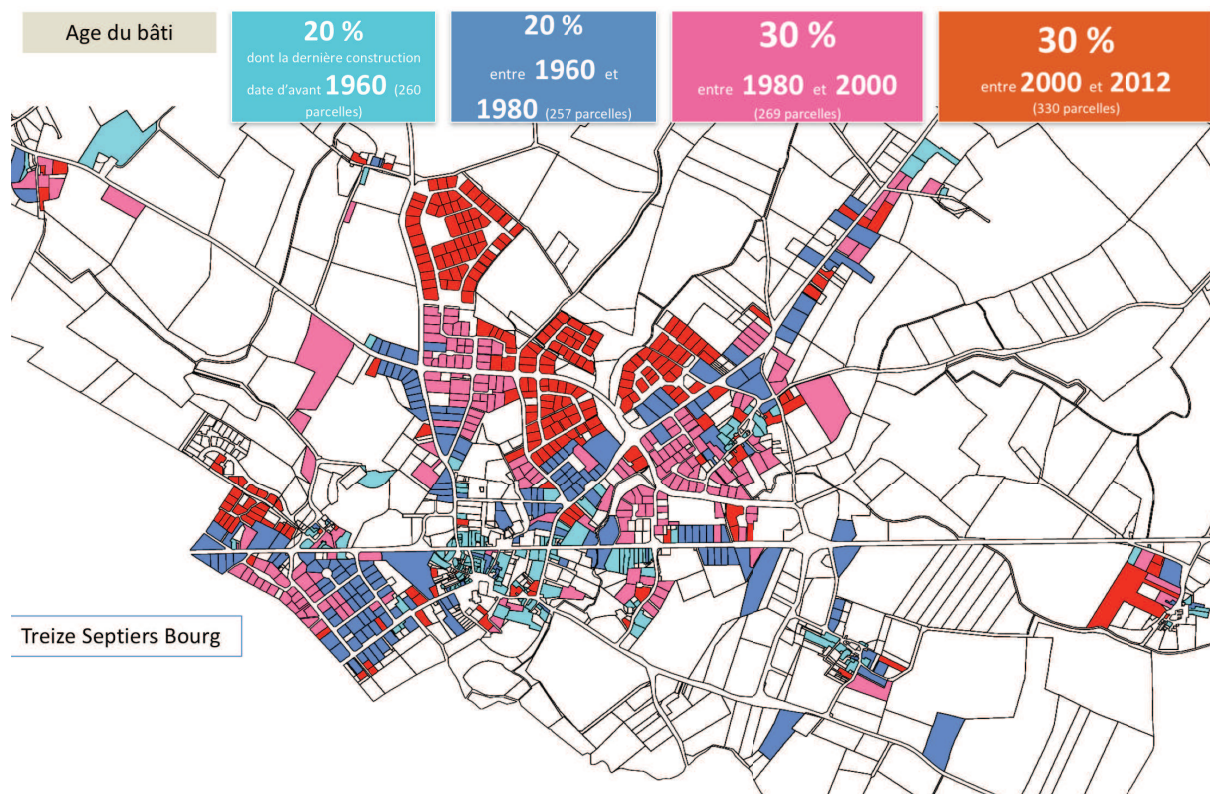 Age du bâti
20 %
dont la dernière construction
date d'avant 1960 (260
parcelles)
20 %
entre 1960 et
1980 (257 parcelles)
30 %
entre 1980 et 2000
(269 parcelles)
30 %
entre 2000 et 2012
(330 parcelles)
Treize Septiers Bourg